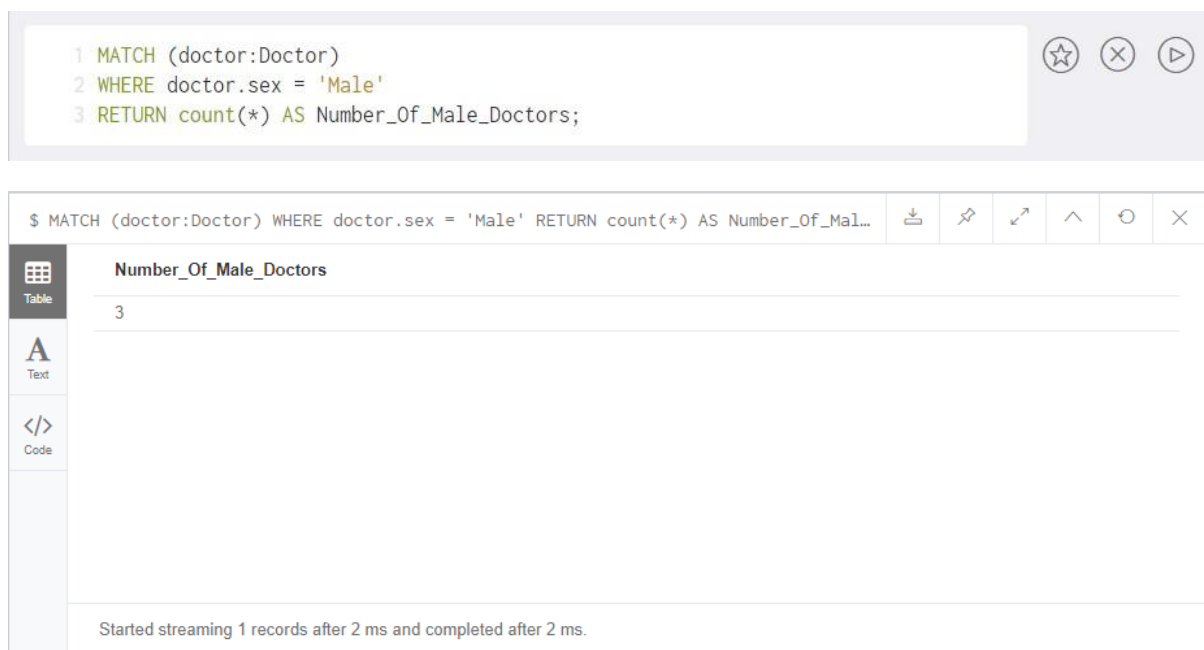 1 MATCH (doctor:Doctor)
2 WHERE doctor.sex = 'Male'
3 RETURN count(*) AS Number_Of_Male_Doctors;
$ MATCH (doctor:Doctor) WHERE doctor.sex = 'Male' RETURN count(*) AS Number_Of_Mal…
Number_Of_Male_Doctors
Table
3
A
Text
</>
Code
Started streaming 1 records after 2 ms and completed after 2 ms.